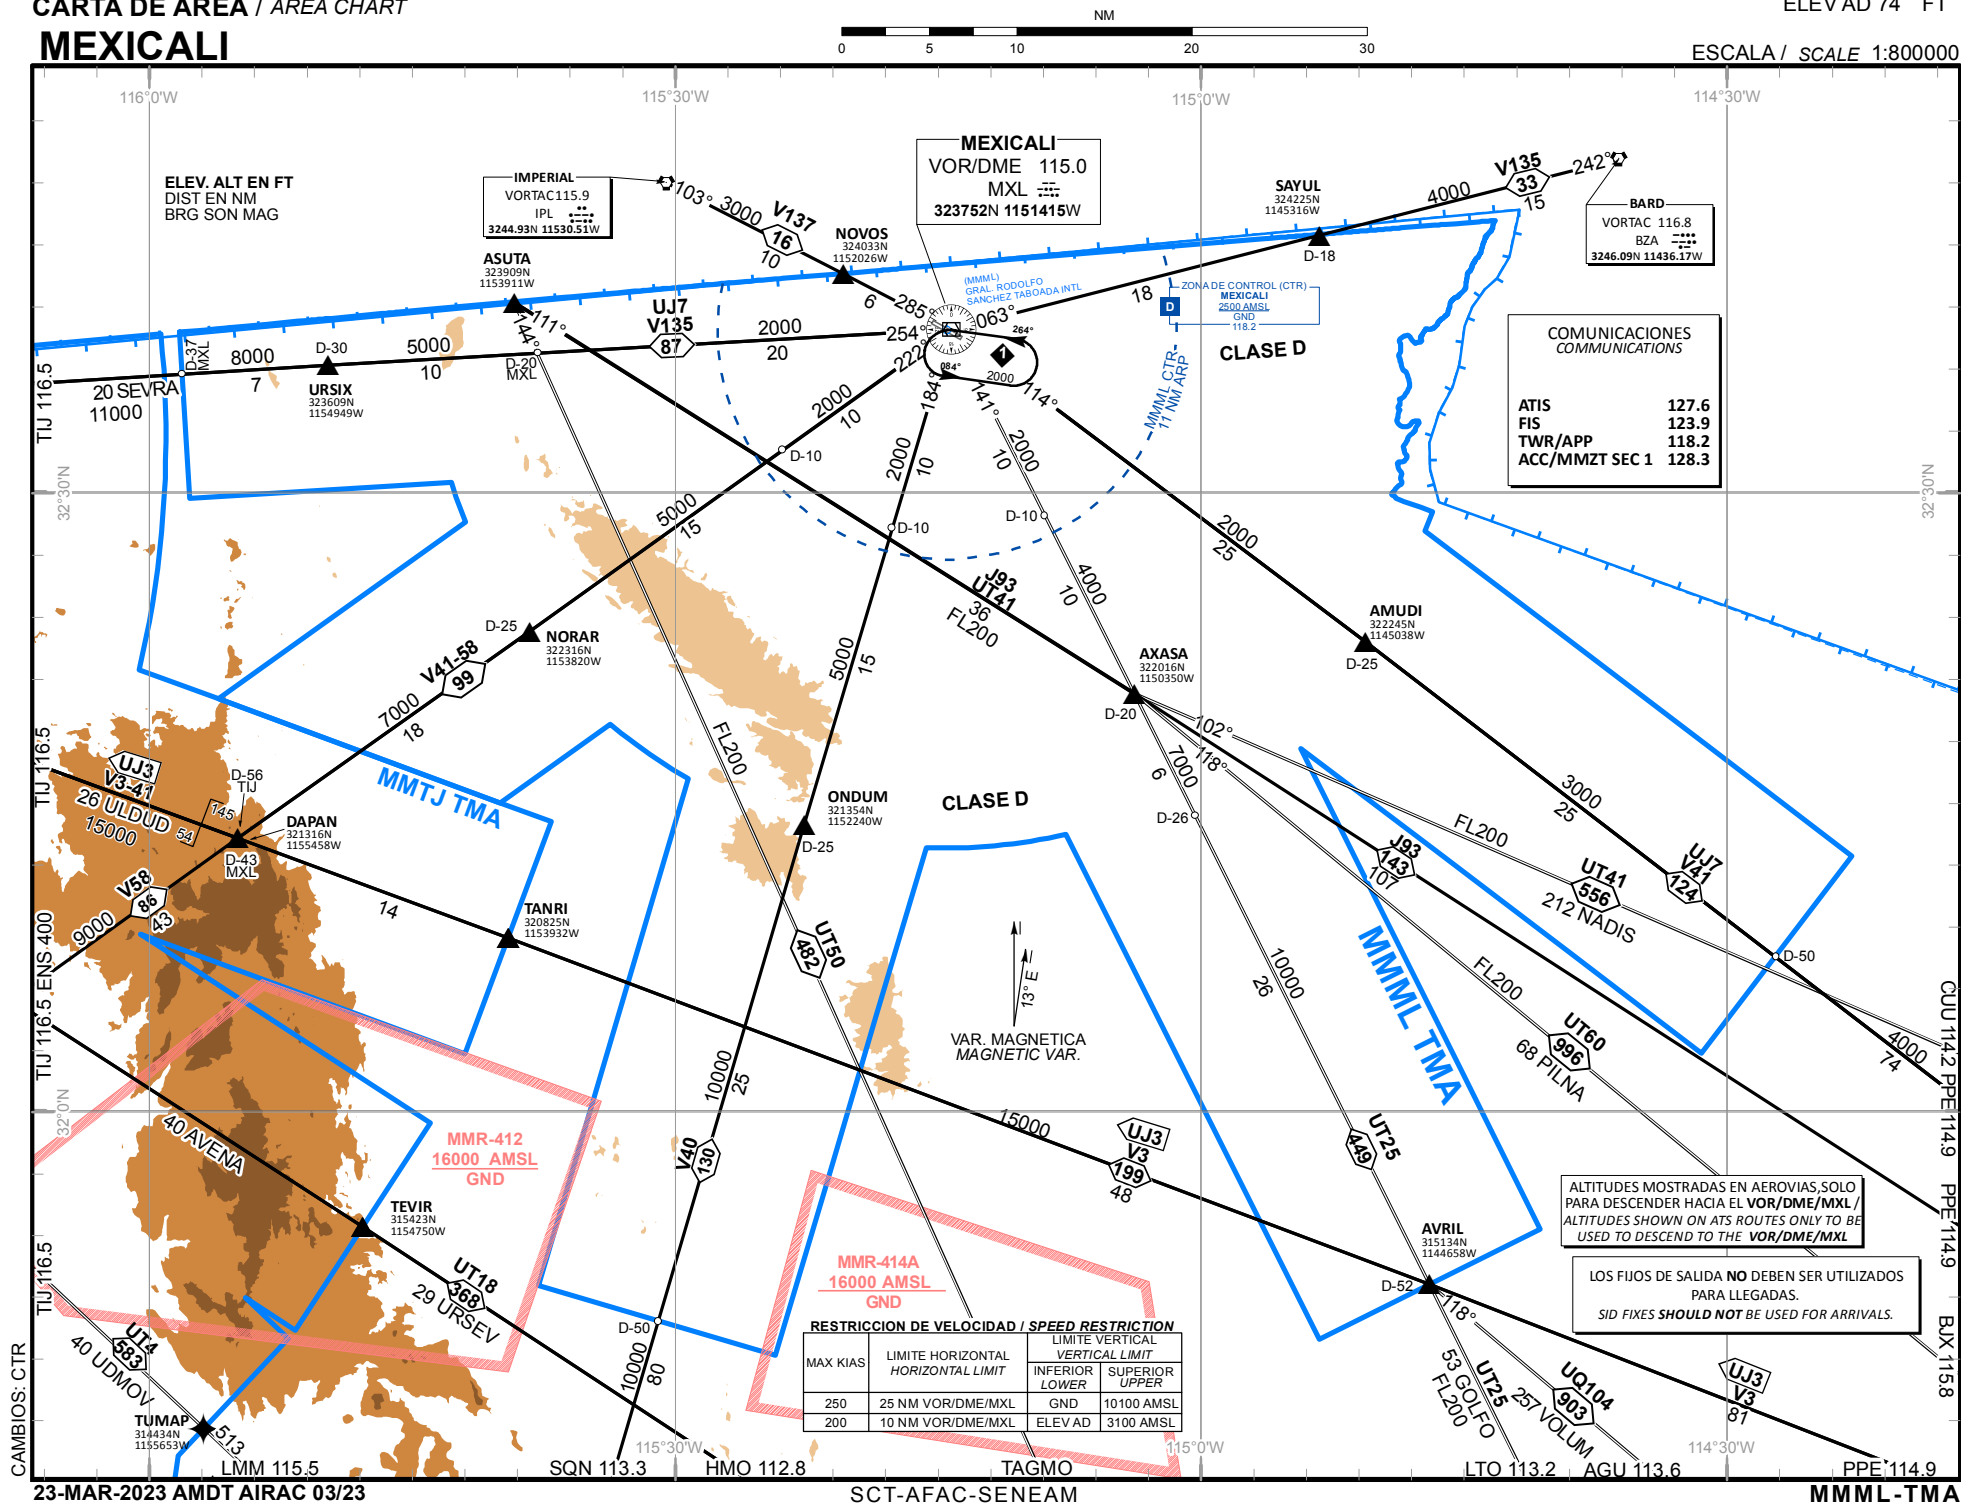 CARTA DE AREA / AREA CHART
MEXICALI
NM
0 5 10 20 30
ELEV AD 74 FT
ESCALA / SCALE 1:800000
116°0'W
115°30'W
115°0'W
114°30'W
ELEV. ALT EN FT
DIST EN NM
BRG SON MAG
IMPERIAL
VORTAC115.9
IPL
3244.93N 11530.51W
103°
3000
V137
16
10
6
285°
MEXICALI
VOR/DME 115.0
MXL
323752N 1151415W
NOVOS
324033N
1152026W
SAYUL
324225N
1145316W
D-18
4000
V135
33
15
242°
BARD
VORTAC 116.8
BZA
3246.09N 11436.17W
ASUTA
323909N
1153911W
111°
144°
UJ7
V135
87
2000
20
254°
222°
184°
141°
114°
063°
18
264°
084°
1
2000
(MMML)
GRAL. RODOLFO
SANCHEZ TABOADA INTL
D
ZONA DE CONTROL (CTR)
MEXICALI
2500 AMSL
GND
118.2
CLASE D
MMML CTR
11 NM ARP
COMUNICACIONES
COMMUNICATIONS
ATIS 127.6
FIS 123.9
TWR/APP 118.2
ACC/MMZT SEC 1 128.3
TIJ 116.5
20 SEVRA
11000
D-37
MXL
8000
7
D-30
URSIX
323609N
1154949W
5000
10
D-20
MXL
2000
10
D-10
2000
10
D-10
2000
10
D-10
32°30'N
32°30'N
5000
15
2000
25
J93
UT41
36
FL200
4000
10
D-25
NORAR
322316N
1153820W
V41-58
99
7000
18
5000
15
AXASA
322016N
1150350W
D-20
AMUDI
322245N
1145038W
D-25
102°
118°
7000
6
D-26
TIJ 116.5
UJ3
V3-41
26 ULDUD
15000
54
145
D-56
TIJ
DAPAN
321316N
1155458W
D-43
MXL
MMTJ TMA
FL200
ONDUM
321354N
1152240W
D-25
CLASE D
3000
25
FL200
J93
143
107
UT41
556
212 NADIS
UJ7
V41
124
V58
86
43
9000
14
TANRI
320825N
1153932W
UT50
482
13° E
VAR. MAGNETICA
MAGNETIC VAR.
10000
26
MMML TMA
FL200
UT60
996
68 PILNA
D-50
4000
74
ENS 400
TIJ 116.5
CUU 114.2
PPE 114.9
32°0'N
40 AVENA
MMR-412
16000 AMSL
GND
10000
25
V40
130
15000
UJ3
V3
199
48
UT25
449
TEVIR
315423N
1154750W
UT18
368
29 URSEV
MMR-414A
16000 AMSL
GND
ALTITUDES MOSTRADAS EN AEROVIAS,SOLO
PARA DESCENDER HACIA EL VOR/DME/MXL /
ALTITUDES SHOWN ON ATS ROUTES ONLY TO BE
USED TO DESCEND TO THE VOR/DME/MXL
PPE 114.9
AVRIL
315134N
1144658W
D-52
118°
LOS FIJOS DE SALIDA NO DEBEN SER UTILIZADOS
PARA LLEGADAS.
SID FIXES SHOULD NOT BE USED FOR ARRIVALS.
TIJ 116.5
UT4
583
40 UDMOV
TUMAP
314434N
1155653W
513
D-50
10000
80
RESTRICCION DE VELOCIDAD / SPEED RESTRICTION
MAX KIAS
LIMITE HORIZONTAL
HORIZONTAL LIMIT
LIMITE VERTICAL
VERTICAL LIMIT
INFERIOR
LOWER
SUPERIOR
UPPER
250 25 NM VOR/DME/MXL GND 10100 AMSL
200 10 NM VOR/DME/MXL ELEV AD 3100 AMSL
53 GOLFO
FL200
UT25
257 VOLUM
UQ104
903
UJ3
V3
81
BJX 115.8
115°30'W
115°0'W
114°30'W
LMM 115.5
SQN 113.3
HMO 112.8
TAGMO
LTO 113.2
AGU 113.6
PPE 114.9
CAMBIOS: CTR
23-MAR-2023 AMDT AIRAC 03/23
SCT-AFAC-SENEAM
MMML-TMA